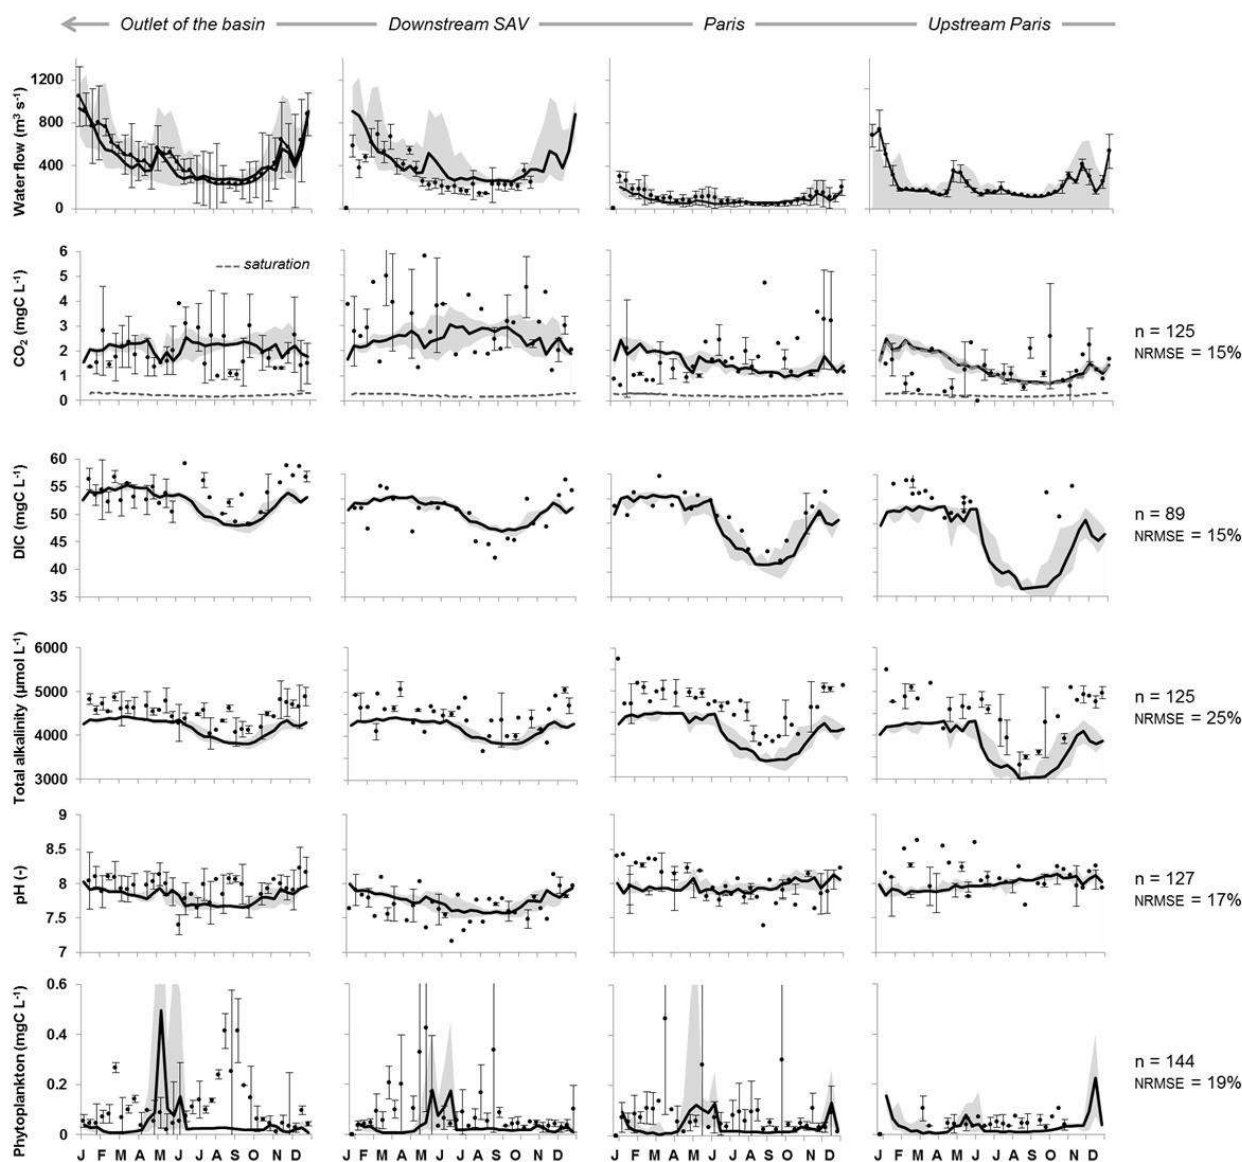 Outlet of the basin Downstream SAV Paris Upstream Paris
Water flow (m³ s⁻¹)
1200
800
400
0
CO₂ (mgC L⁻¹)
6
5
4
3
2
1
0
saturation
n = 125
NRMSE = 15%
DIC (mgC L⁻¹)
60
55
50
45
40
35
n = 89
NRMSE = 15%
Total alkalinity (µmol L⁻¹)
6000
5000
4000
3000
n = 125
NRMSE = 25%
pH (-)
9
8.5
8
7.5
7
n = 127
NRMSE = 17%
Phytoplankton (mgC L⁻¹)
0.6
0.4
0.2
0
n = 144
NRMSE = 19%
J F M A M J J A S O N D J F M A M J J A S O N D J F M A M J J A S O N D J F M A M J J A S O N D